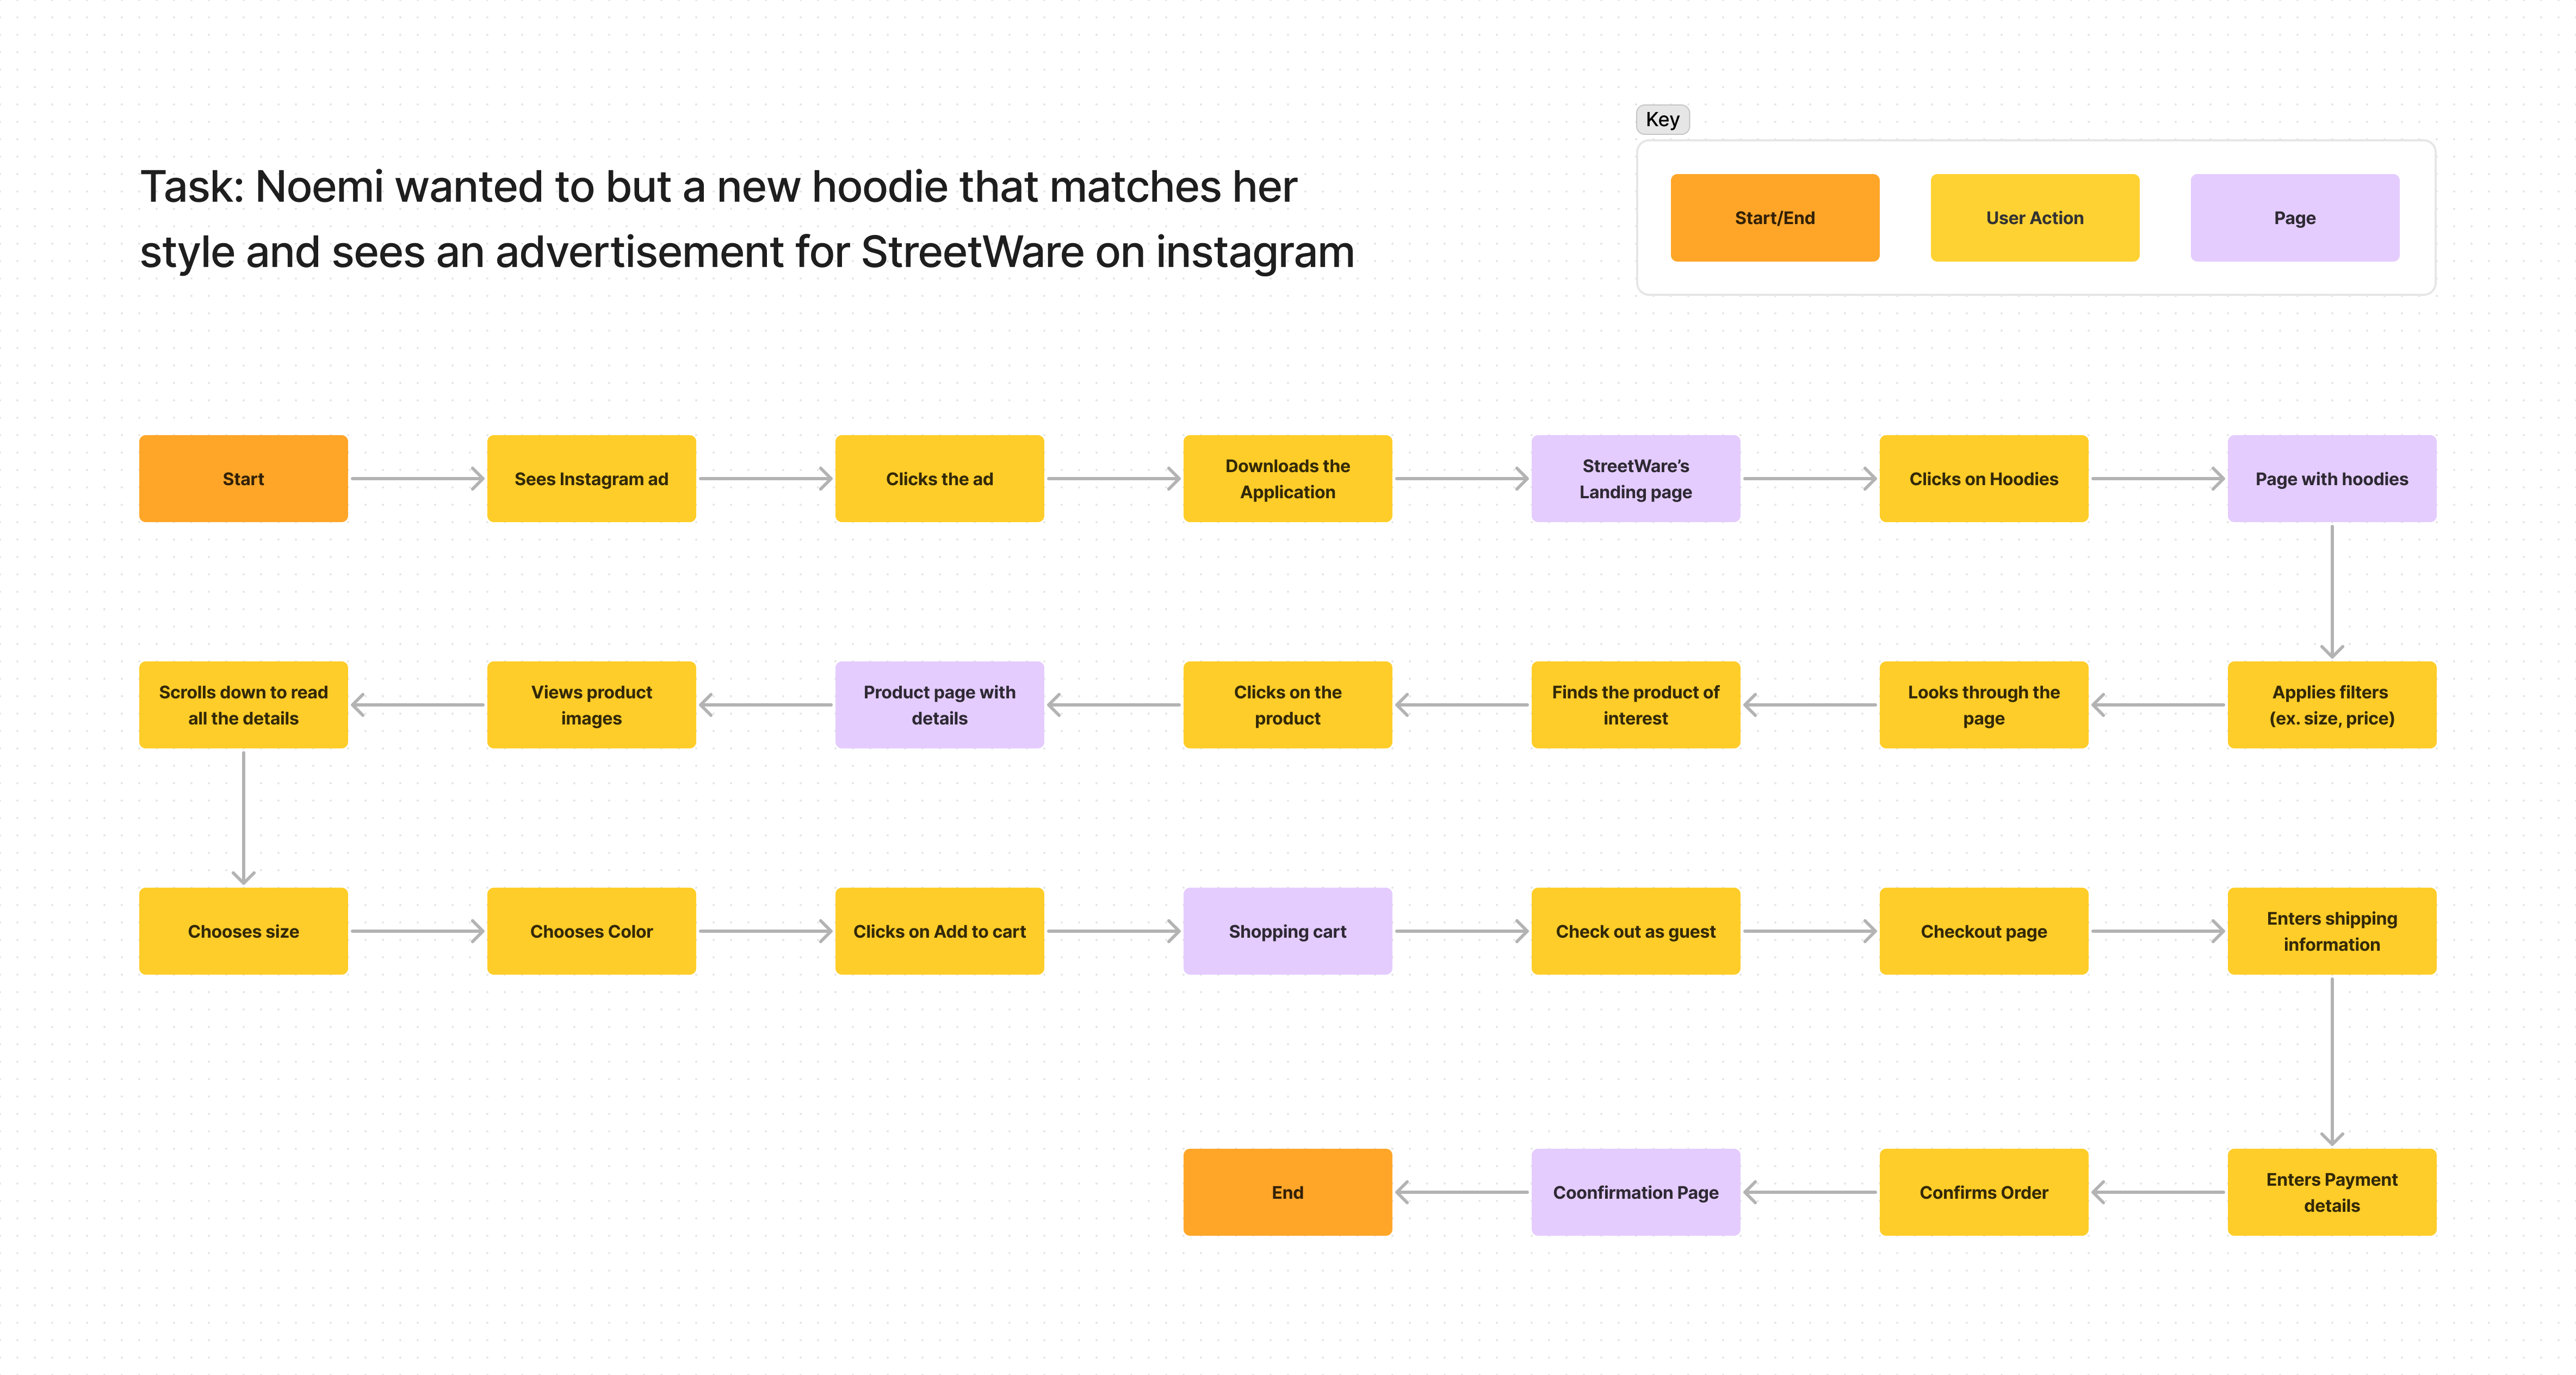 Key
Task: Noemi wanted to but a new hoodie that matches her
style and sees an advertisement for StreetWare on instagram
Start/End
User Action
Page
Start
Sees Instagram ad
Clicks the ad
Downloads the
Application
StreetWare’s
Landing page
Clicks on Hoodies
Page with hoodies
Applies filters
(ex. size, price)
Looks through the
page
Finds the product of
interest
Clicks on the
product
Product page with
details
Views product
images
Scrolls down to read
all the details
Chooses size
Chooses Color
Clicks on Add to cart
Shopping cart
Check out as guest
Checkout page
Enters shipping
information
Enters Payment
details
Confirms Order
Coonfirmation Page
End